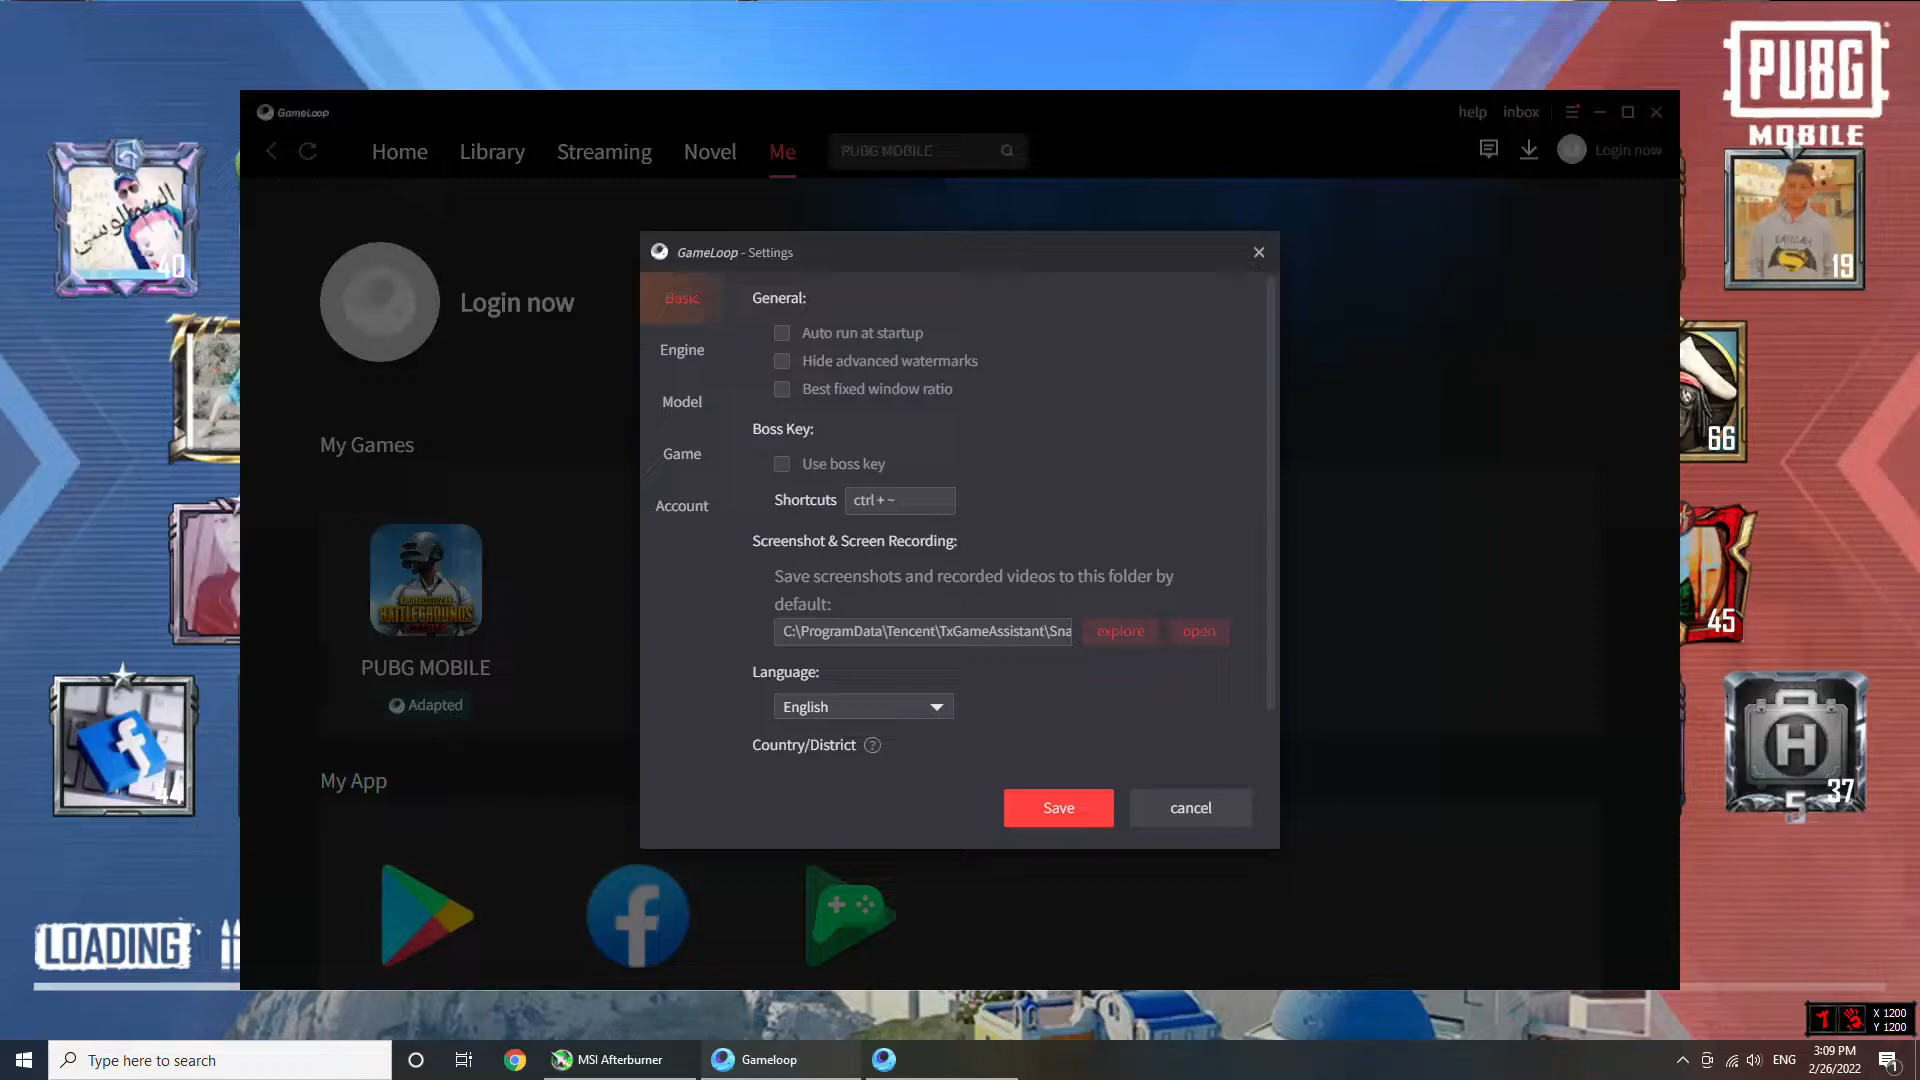 PUBG
MOBILE
GameLoop
help
inbox
Home
Library
Streaming
Novel
Me
PUBG MOBILE
Login now
السمطاوسي
40
19
GameLoop - Settings
Login now
Basic
General:
Auto run at startup
Engine
Hide advanced watermarks
Best fixed window ratio
Model
Boss Key:
66
My Games
Game
Use boss key
Shortcuts
ctrl + ~
Account
Screenshot & Screen Recording:
Save screenshots and recorded videos to this folder by
default:
C:\ProgramData\Tencent\TxGameAssistant\Sna
explore
open
BATTLEGROUNDS
45
PUBG MOBILE
Language:
Adapted
English
Country/District
?
H
My App
44
37
5
Save
cancel
LOADING
X 1200
Y 1200
Type here to search
MSI Afterburner
Gameloop
ENG
3:09 PM
2/26/2022
1